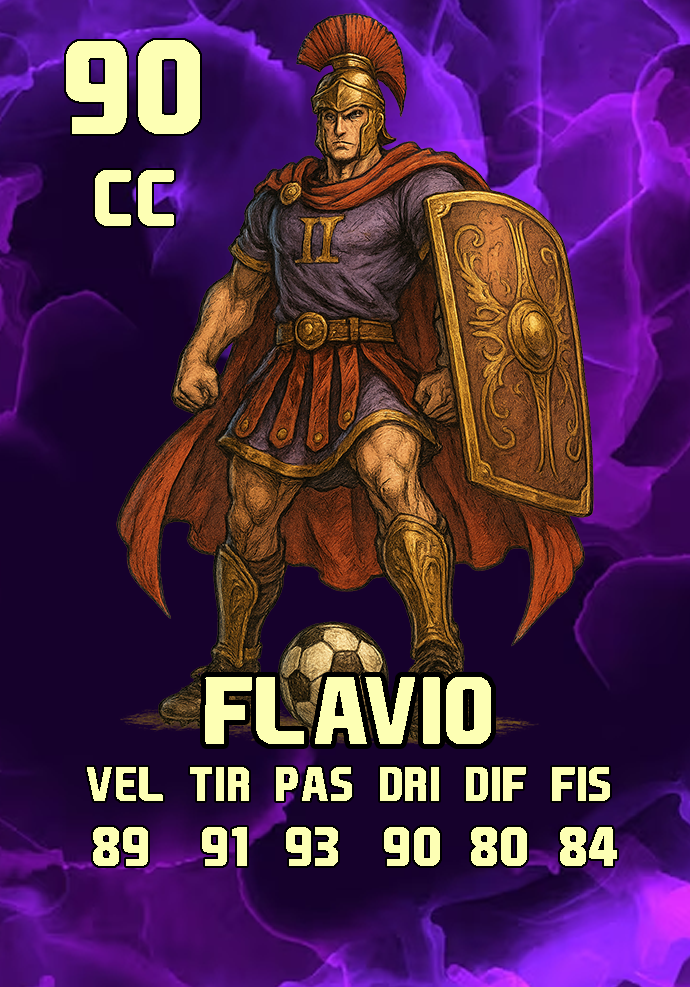 90
CC
II
FLAVIO
VEL TIR PAS DRI DIF FIS
89 91 93 90 80 84